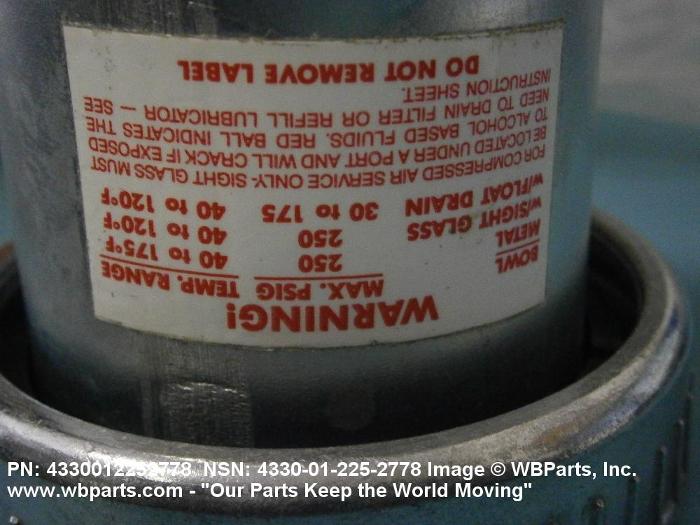 WARNING!
MAX. PSIG TEMP. RANGE
BOWL
METAL 250 40 to 175°F
W/SIGHT GLASS 250 40 to 120°F
W/FLOAT DRAIN 30 to 175 40 to 120°F
FOR COMPRESSED AIR SERVICE ONLY- SIGHT GLASS MUST
BE LOCATED UNDER A PORT AND WILL CRACK IF EXPOSED
TO ALCOHOL BASED FLUIDS. RED BALL INDICATES THE
NEED TO DRAIN FILTER OR REFILL LUBRICATOR — SEE
INSTRUCTION SHEET.
DO NOT REMOVE LABEL
PN: 4330012252778 NSN: 4330-01-225-2778 Image © WBParts, Inc.
www.wbparts.com - "Our Parts Keep the World Moving"